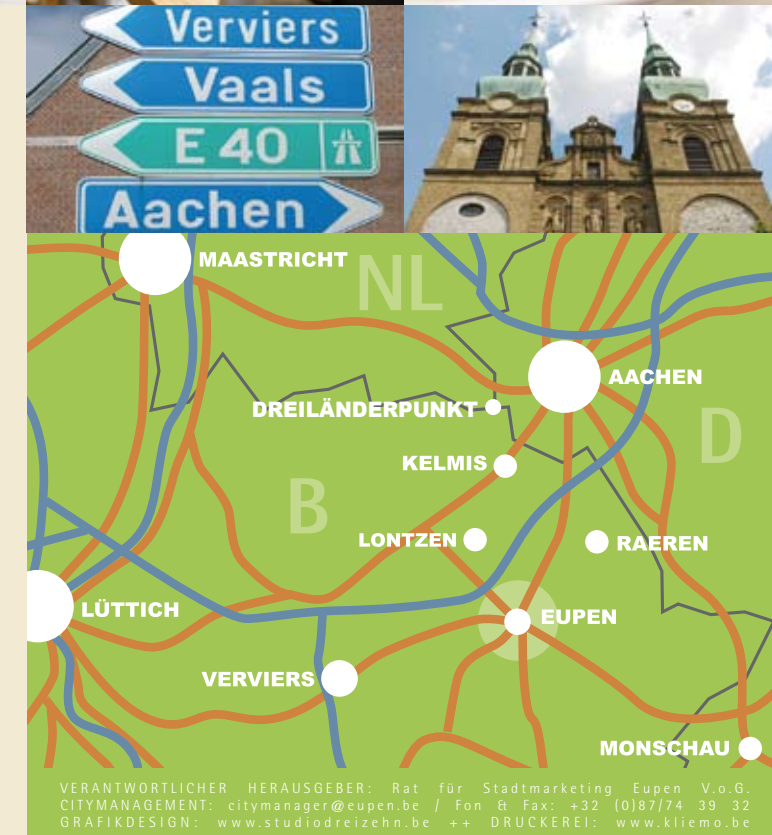 Verviers
Vaals
E 40
Aachen
MAASTRICHT
NL
AACHEN
DREILÄNDERPUNKT
D
KELMIS
B
LONTZEN
RAEREN
LÜTTICH
EUPEN
VERVIERS
MONSCHAU
VERANTWORTLICHER HERAUSGEBER: Rat für Stadtmarketing Eupen V.o.G.
CITYMANAGEMENT: citymanager@eupen.be / Fon & Fax: +32 (0)87/74 39 32
GRAFIKDESIGN: www.studiodreizehn.be ++ DRUCKEREI: www.kliemo.be